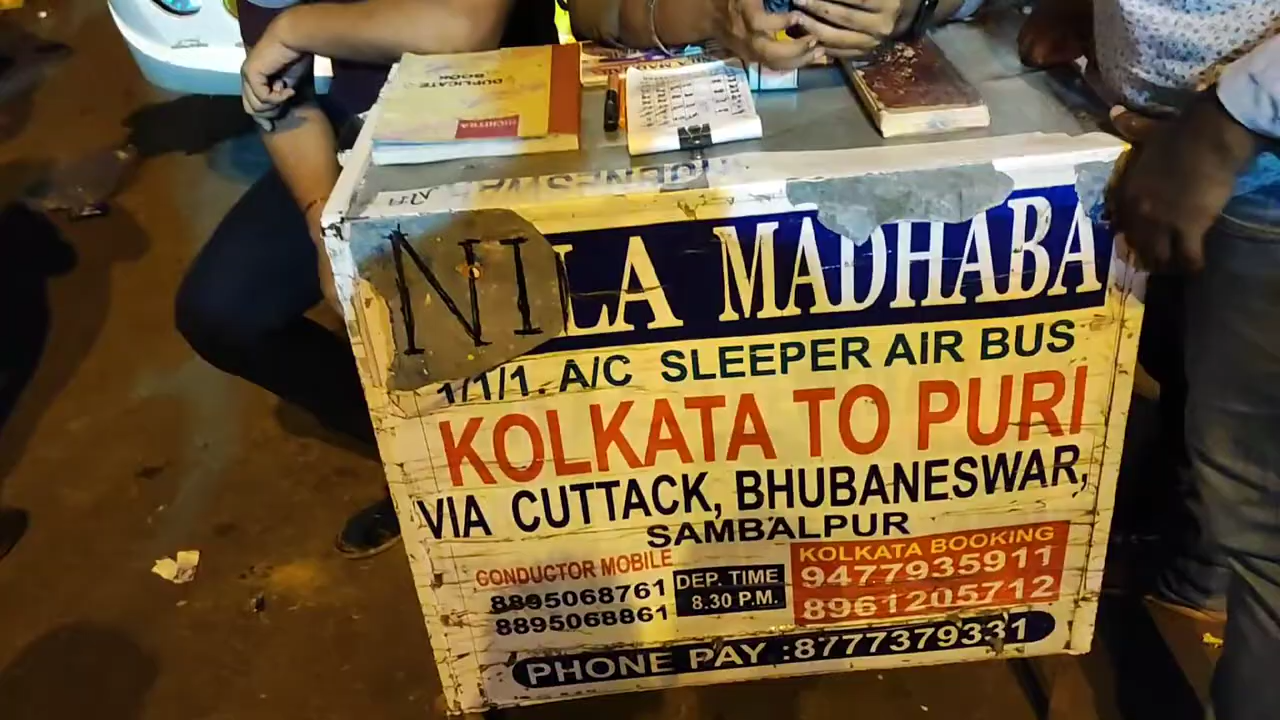 DUPLICATE
BOOK
NILA MADHABA
1/1/1. A/C SLEEPER AIR BUS
KOLKATA TO PURI
VIA CUTTACK, BHUBANESWAR,
SAMBALPUR
CONDUCTOR MOBILE
8895068761
8895068861
DEP. TIME
8.30 P.M.
KOLKATA BOOKING
9477935911
8961205712
PHONE PAY :8777379331